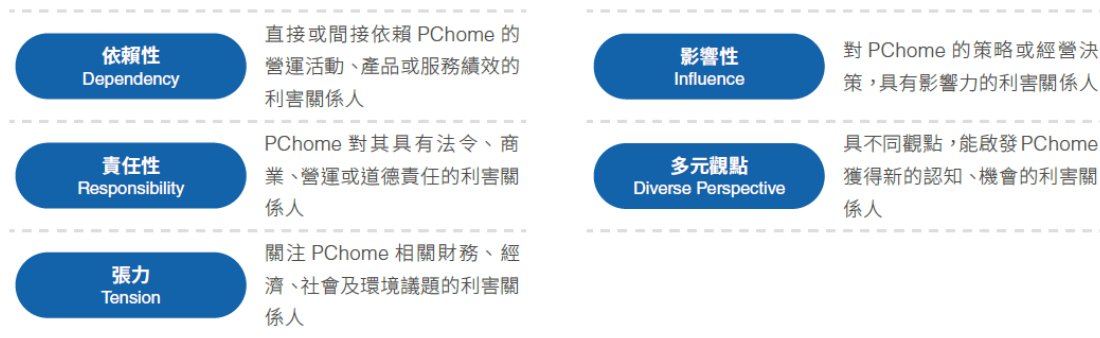 依賴性
Dependency
直接或間接依賴 PChome 的
營運活動、產品或服務績效的
利害關係人
責任性
Responsibility
PChome 對其具有法令、商
業、營運或道德責任的利害關
係人
張力
Tension
關注 PChome 相關財務、經
濟、社會及環境議題的利害關
係人
影響性
Influence
對 PChome 的策略或經營決
策，具有影響力的利害關係人
多元觀點
Diverse Perspective
具不同觀點，能啟發 PChome
獲得新的認知、機會的利害關
係人